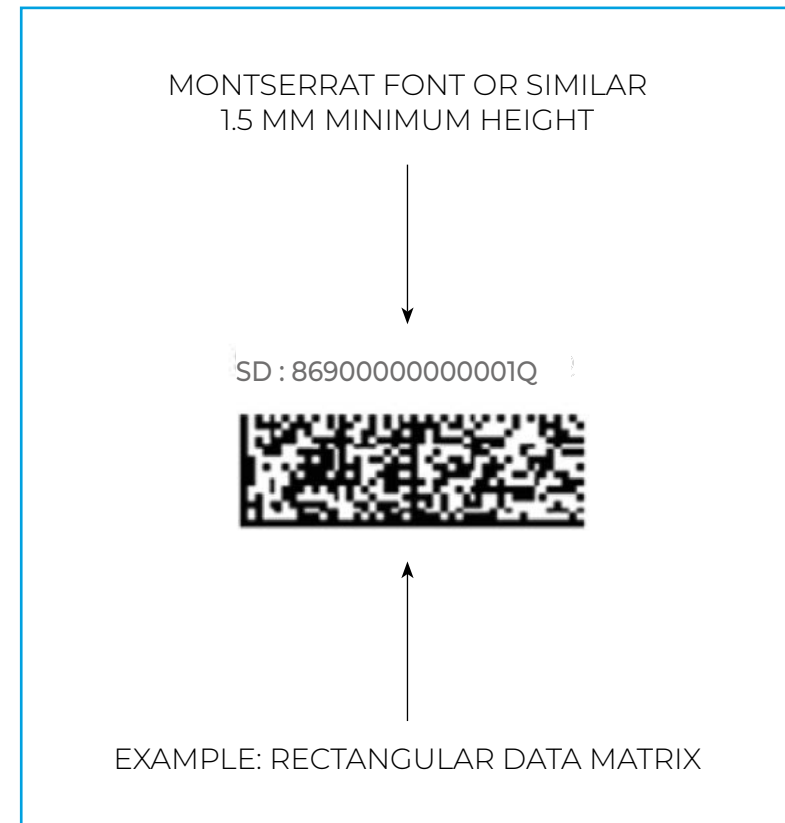 MONTSERRAT FONT OR SIMILAR
1.5 MM MINIMUM HEIGHT
SD : 86900000000001Q
EXAMPLE: RECTANGULAR DATA MATRIX